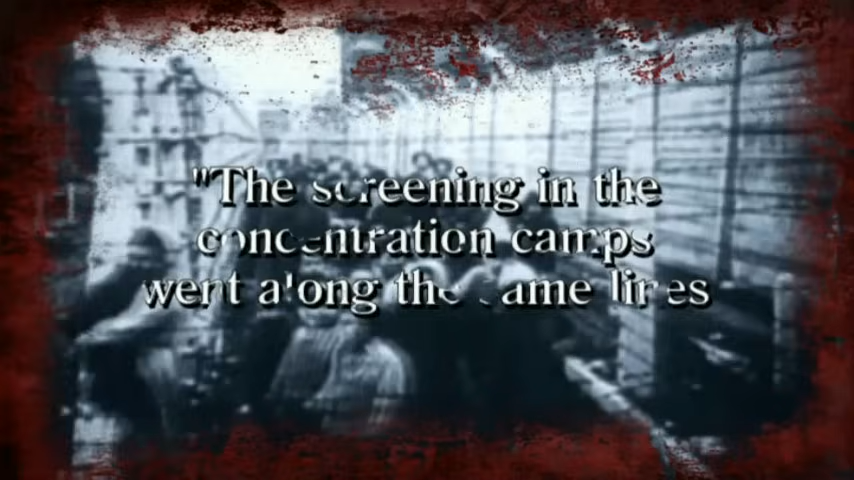 "The screening in the
concentration camps
went along the same lines